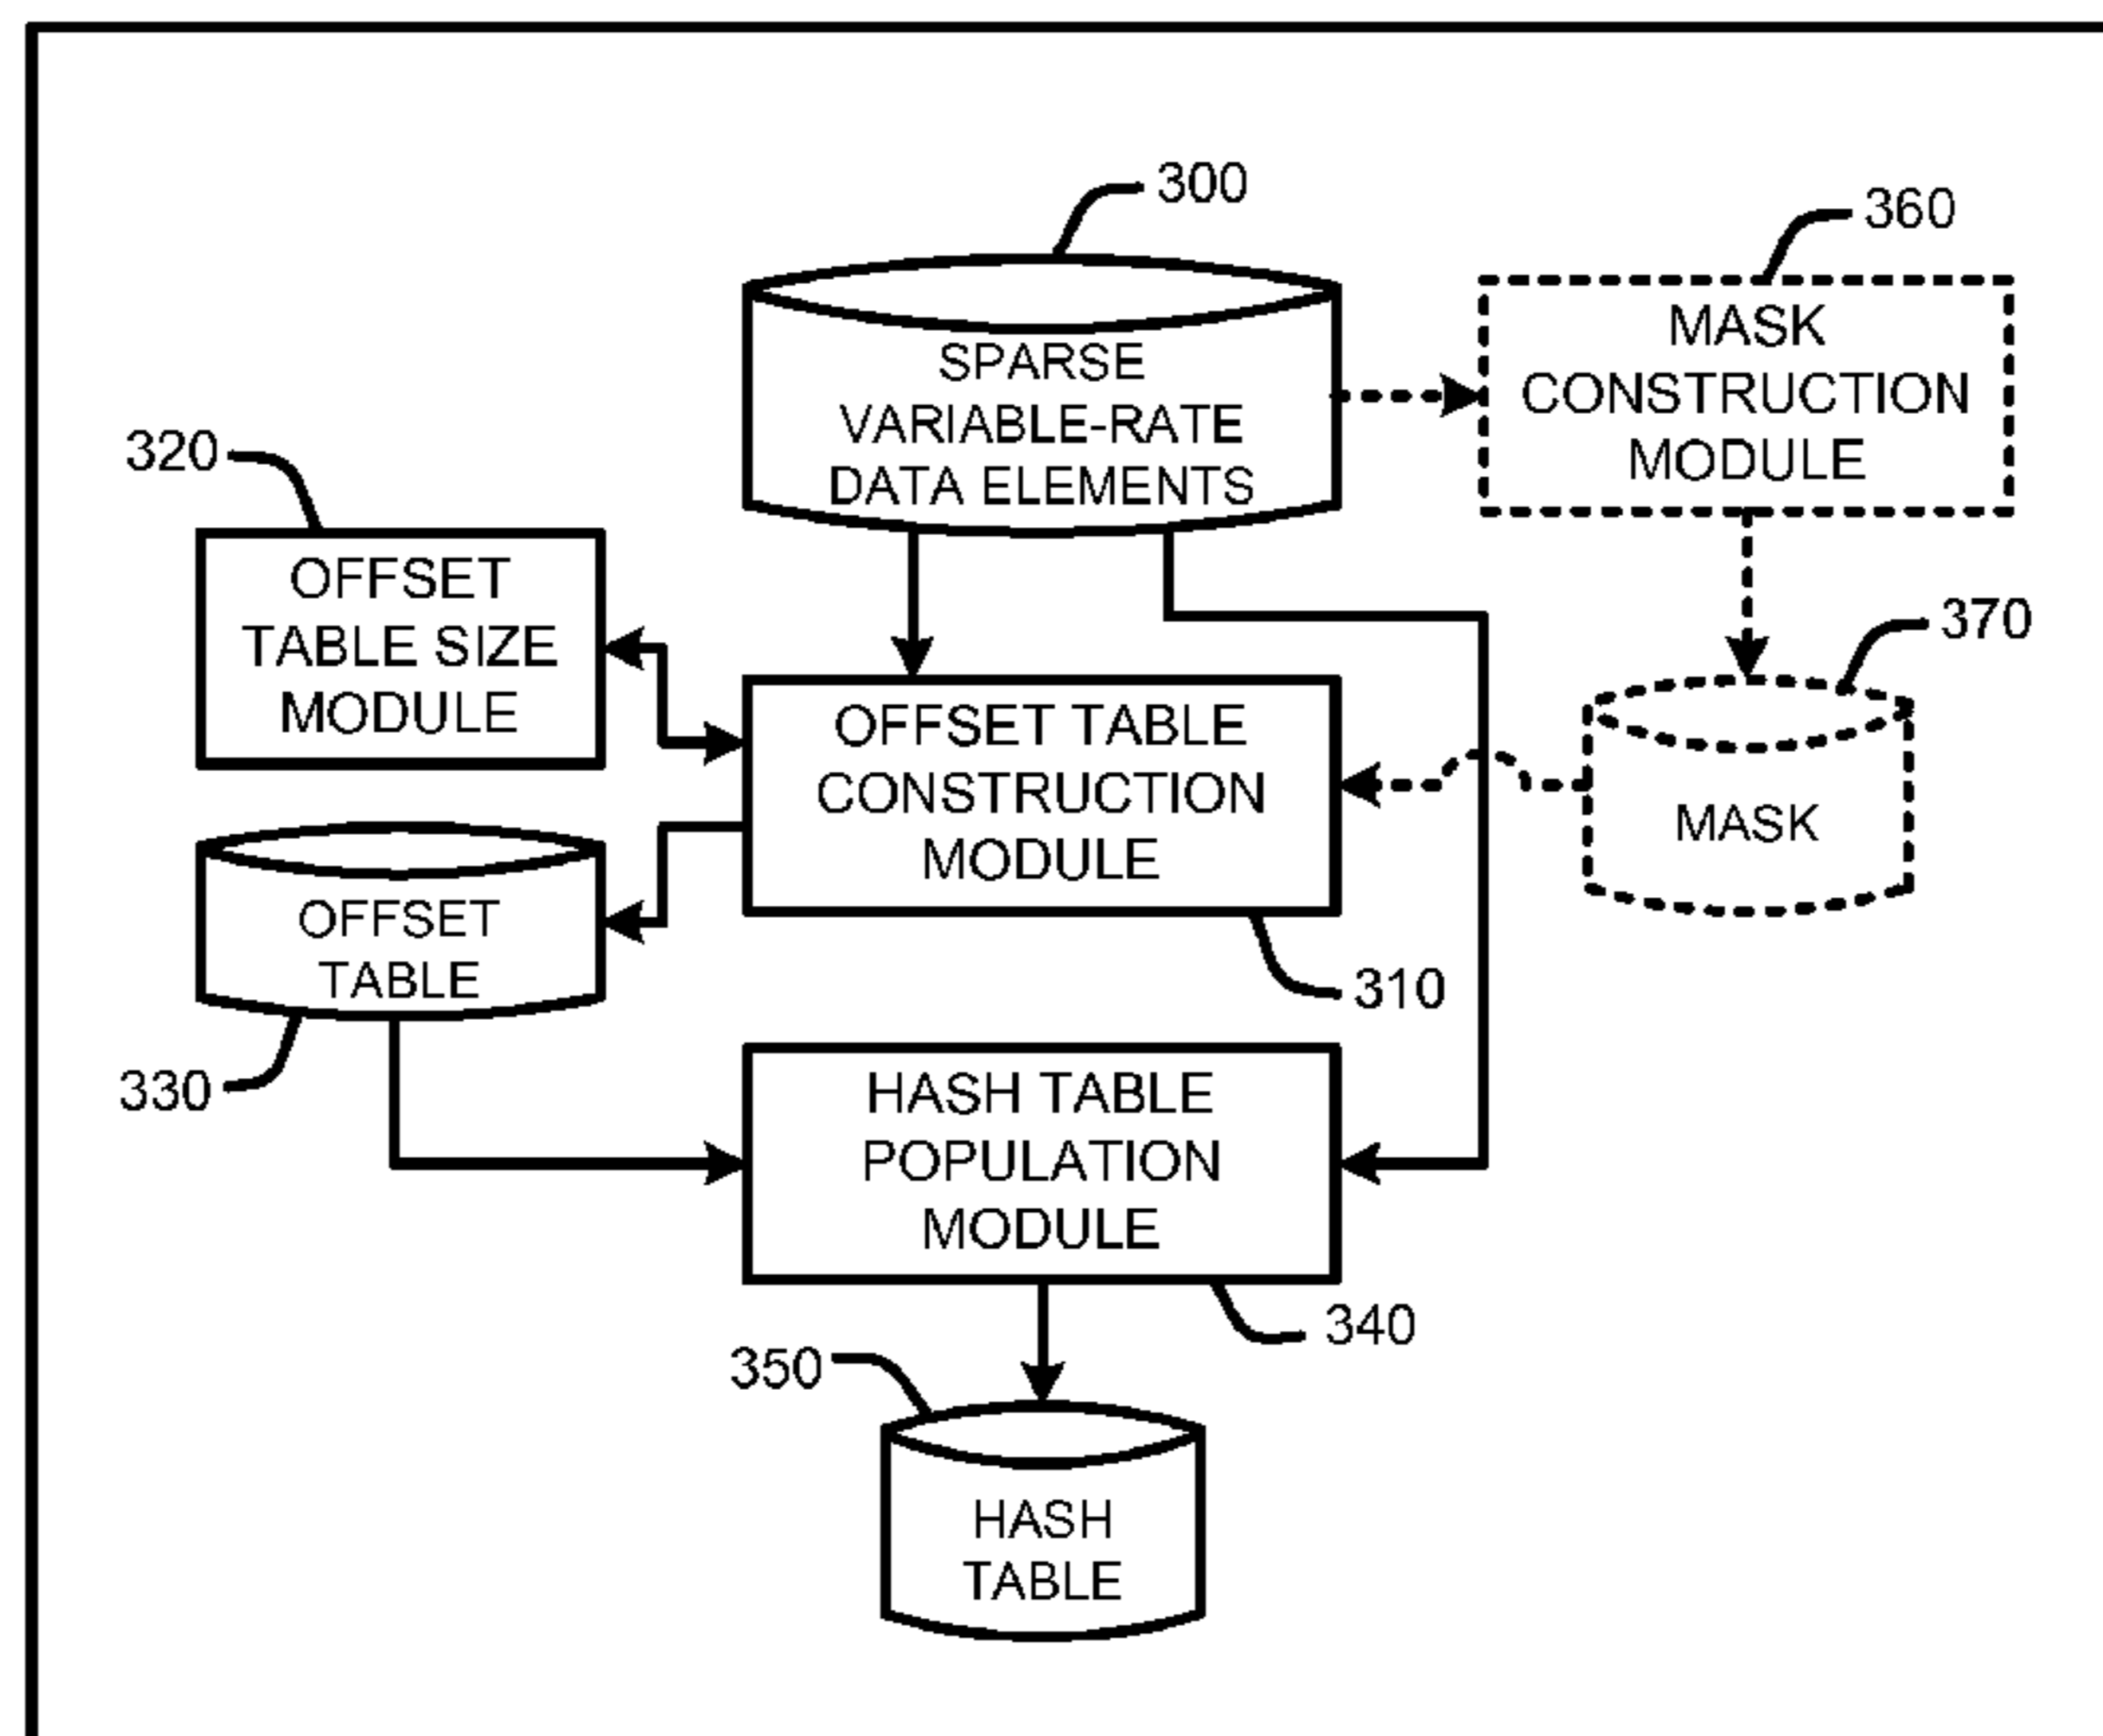 300
360
SPARSE
VARIABLE-RATE
DATA ELEMENTS
MASK
CONSTRUCTION
MODULE
320
OFFSET
TABLE SIZE
MODULE
370
OFFSET TABLE
CONSTRUCTION
MODULE
MASK
OFFSET
TABLE
310
330
HASH TABLE
POPULATION
MODULE
340
350
HASH
TABLE